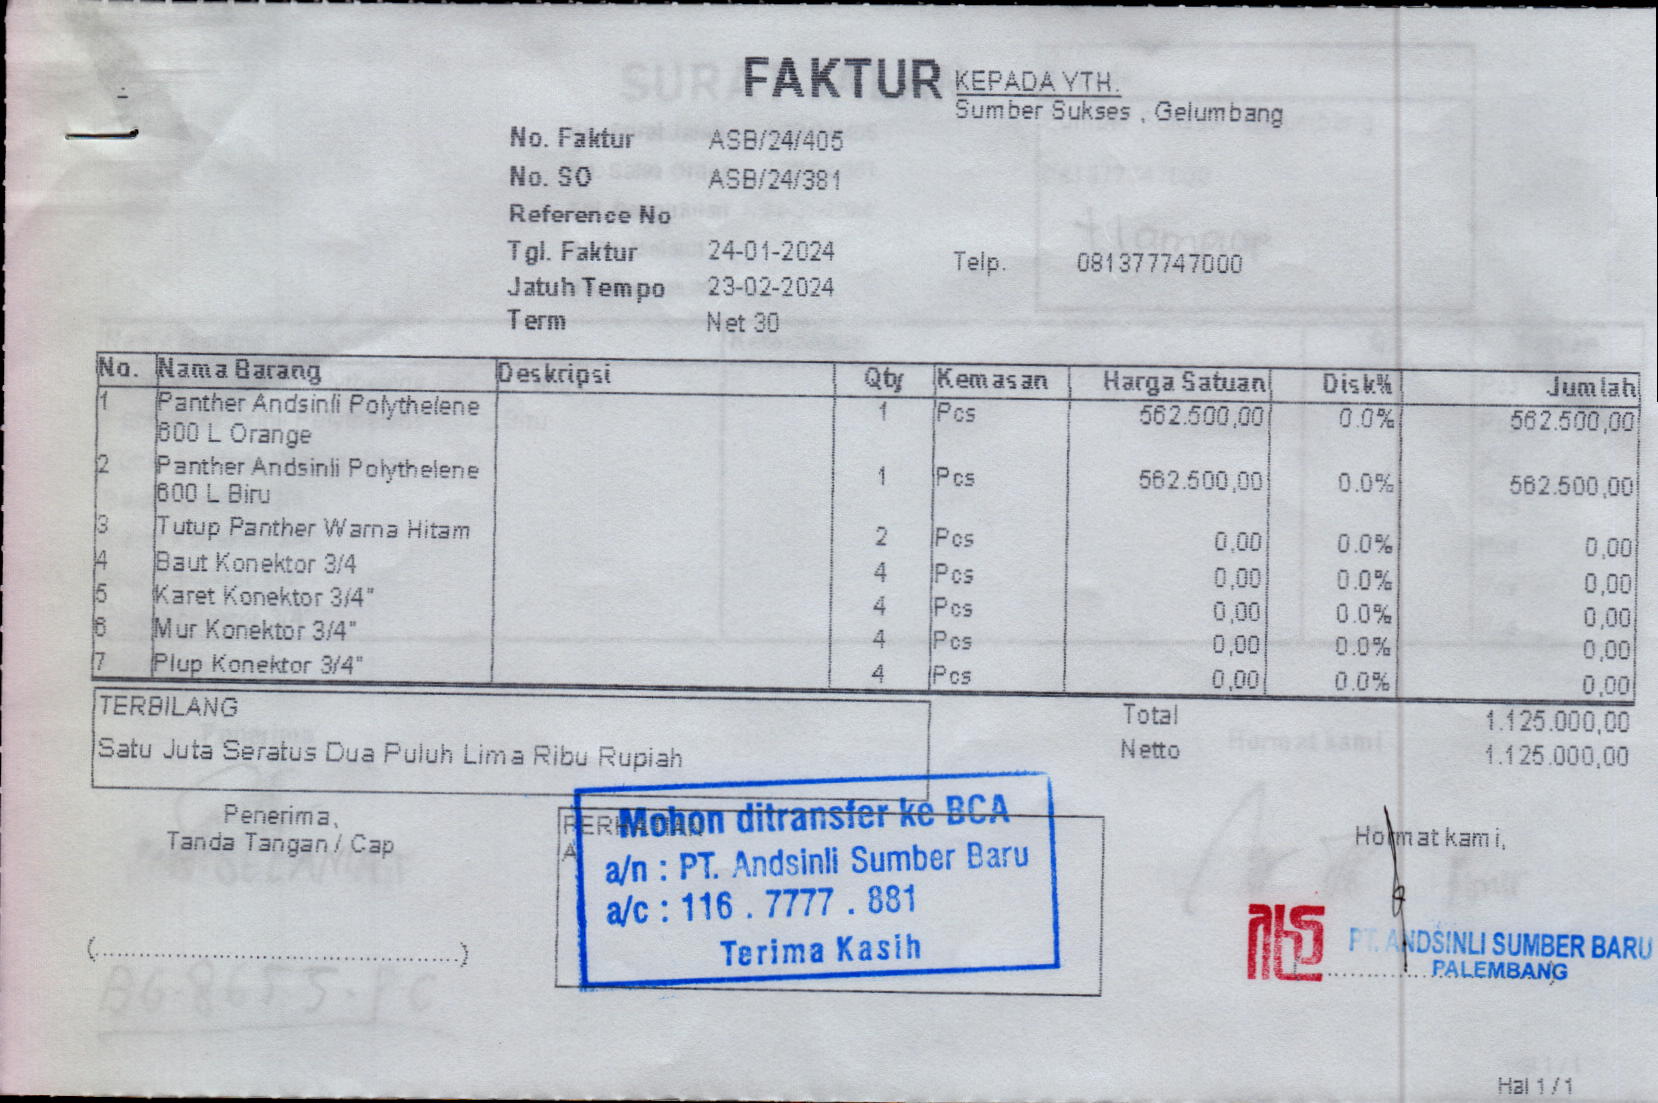 FAKTUR
KEPADA YTH.
Sumber Sukses , Gelumbang
No. Faktur ASB/24/405
No. SO ASB/24/381
Reference No
Tgl. Faktur 24-01-2024
Telp. 081377747000
Jatuh Tempo 23-02-2024
Term Net 30
No. Nama Barang Deskripsi Qty Kemasan Harga Satuan Disk% Jumlah
1 Panther Andsinli Polythelene 1 Pcs 562.500,00 0.0% 562.500,00
600 L Orange
2 Panther Andsinli Polythelene 1 Pcs 562.500,00 0.0% 562.500,00
600 L Biru
3 Tutup Panther Warna Hitam 2 Pcs 0,00 0.0% 0,00
4 Baut Konektor 3/4 4 Pcs 0,00 0.0% 0,00
5 Karet Konektor 3/4" 4 Pcs 0,00 0.0% 0,00
6 Mur Konektor 3/4" 4 Pcs 0,00 0.0% 0,00
7 Plup Konektor 3/4" 4 Pcs 0,00 0.0% 0,00
TERBILANG
Satu Juta Seratus Dua Puluh Lima Ribu Rupiah
Total 1.125.000,00
Netto 1.125.000,00
Penerima,
Tanda Tangan / Cap
(..................................................)
Mohon ditransfer ke BCA
a/n : PT. Andsinli Sumber Baru
a/c : 116 . 7777 . 881
Terima Kasih
Hormat kami,
PT. ANDSINLI SUMBER BARU
PALEMBANG
Hal 1 / 1